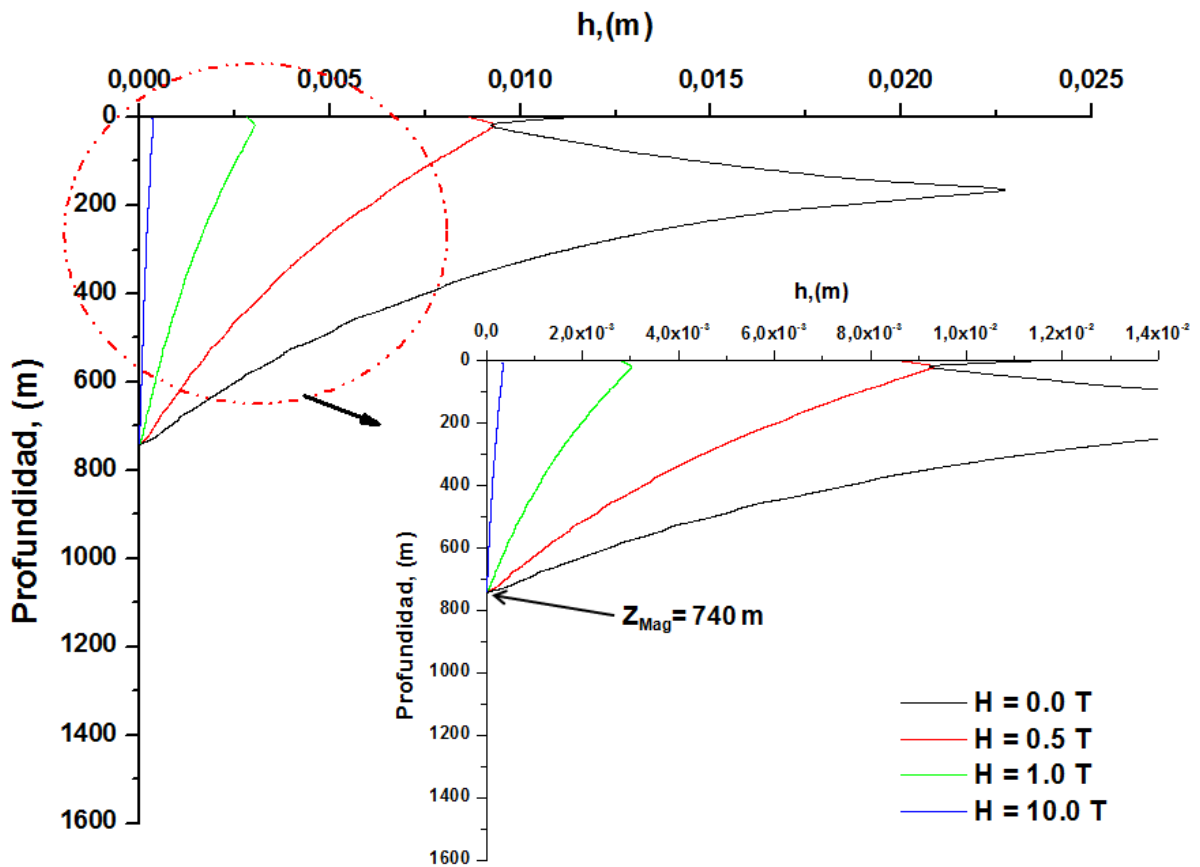 h,(m)
0,000 0,005 0,010 0,015 0,020 0,025
0
200
400
600
800
1000
1200
1400
1600
Profundidad, (m)
h,(m)
0,0 2,0x10⁻³ 4,0x10⁻³ 6,0x10⁻³ 8,0x10⁻³ 1,0x10⁻² 1,2x10⁻² 1,4x10⁻²
0
200
400
600
800
1000
1200
1400
1600
Profundidad, (m)
Z_Mag= 740 m
H = 0.0 T
H = 0.5 T
H = 1.0 T
H = 10.0 T